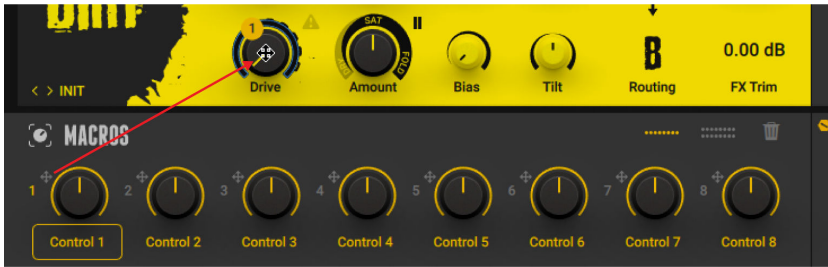 1
SAT
OFF
FOLD
8
0.00 dB
< > INIT
Drive
Amount
Bias
Tilt
Routing
FX Trim
MACROS
1
2
3
4
5
6
7
8
Control 1
Control 2
Control 3
Control 4
Control 5
Control 6
Control 7
Control 8